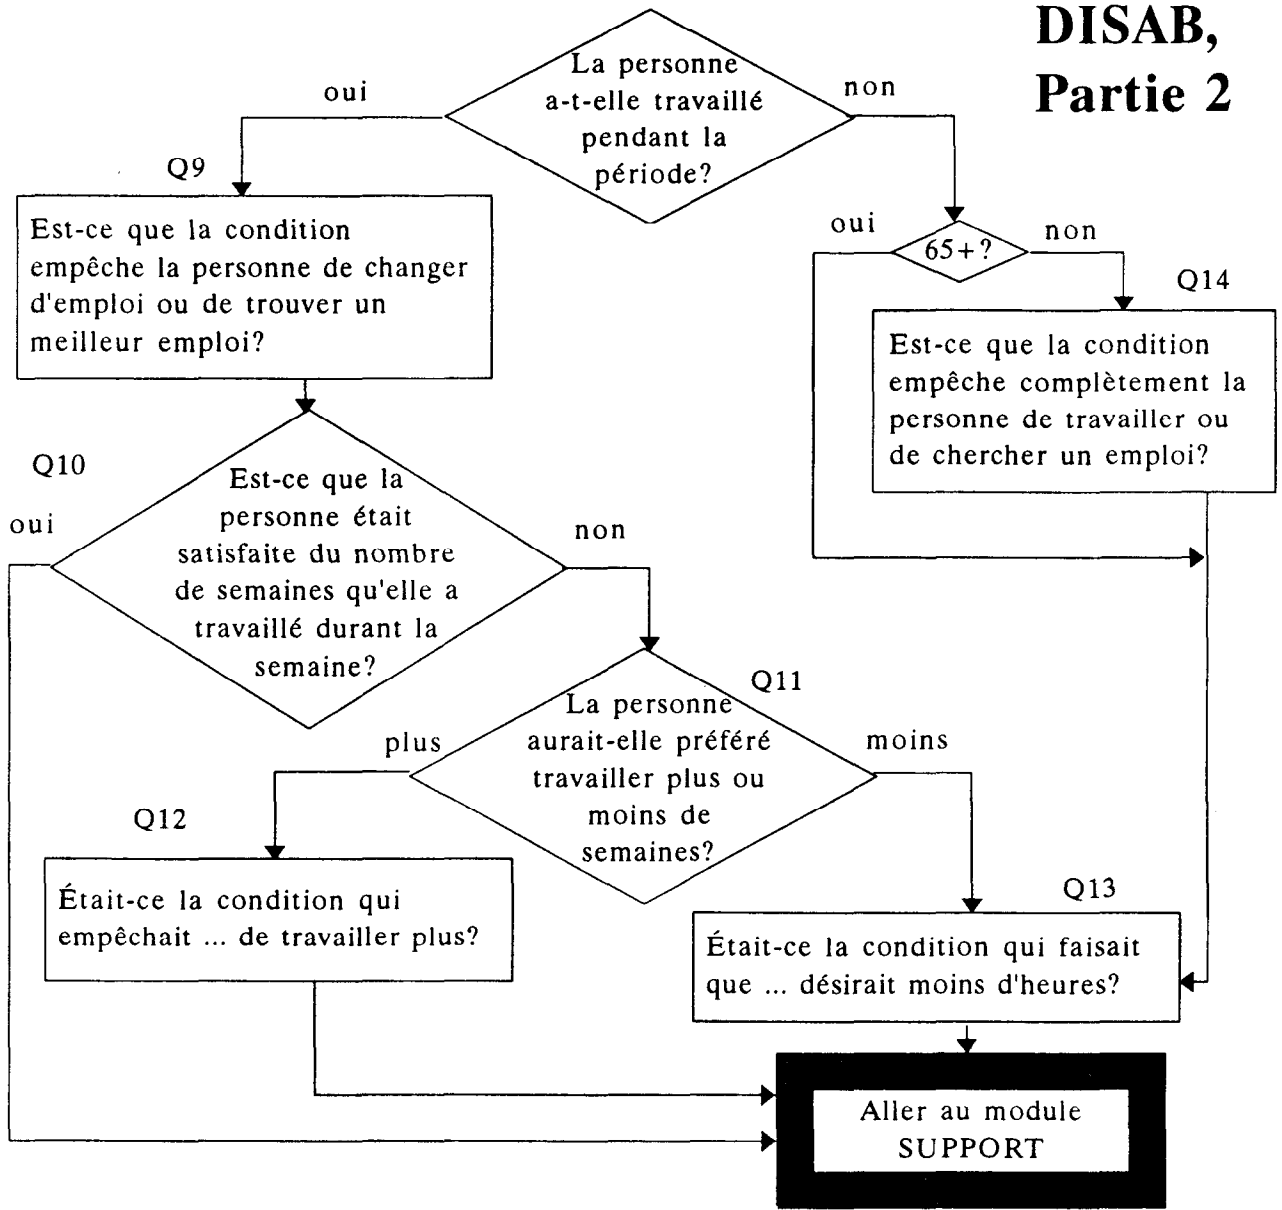 DISAB,
Partie 2
La personne
a-t-elle travaillé
pendant la
période?
oui
non
Q9
Est-ce que la condition
empêche la personne de changer
d'emploi ou de trouver un
meilleur emploi?
oui
65+?
non
Q14
Est-ce que la condition
empêche complètement la
personne de travailler ou
de chercher un emploi?
Q10
Est-ce que la
personne était
satisfaite du nombre
de semaines qu'elle a
travaillé durant la
semaine?
oui
non
Q11
La personne
aurait-elle préféré
travailler plus ou
moins de
semaines?
plus
moins
Q12
Était-ce la condition qui
empêchait ... de travailler plus?
Q13
Était-ce la condition qui faisait
que ... désirait moins d'heures?
Aller au module
SUPPORT